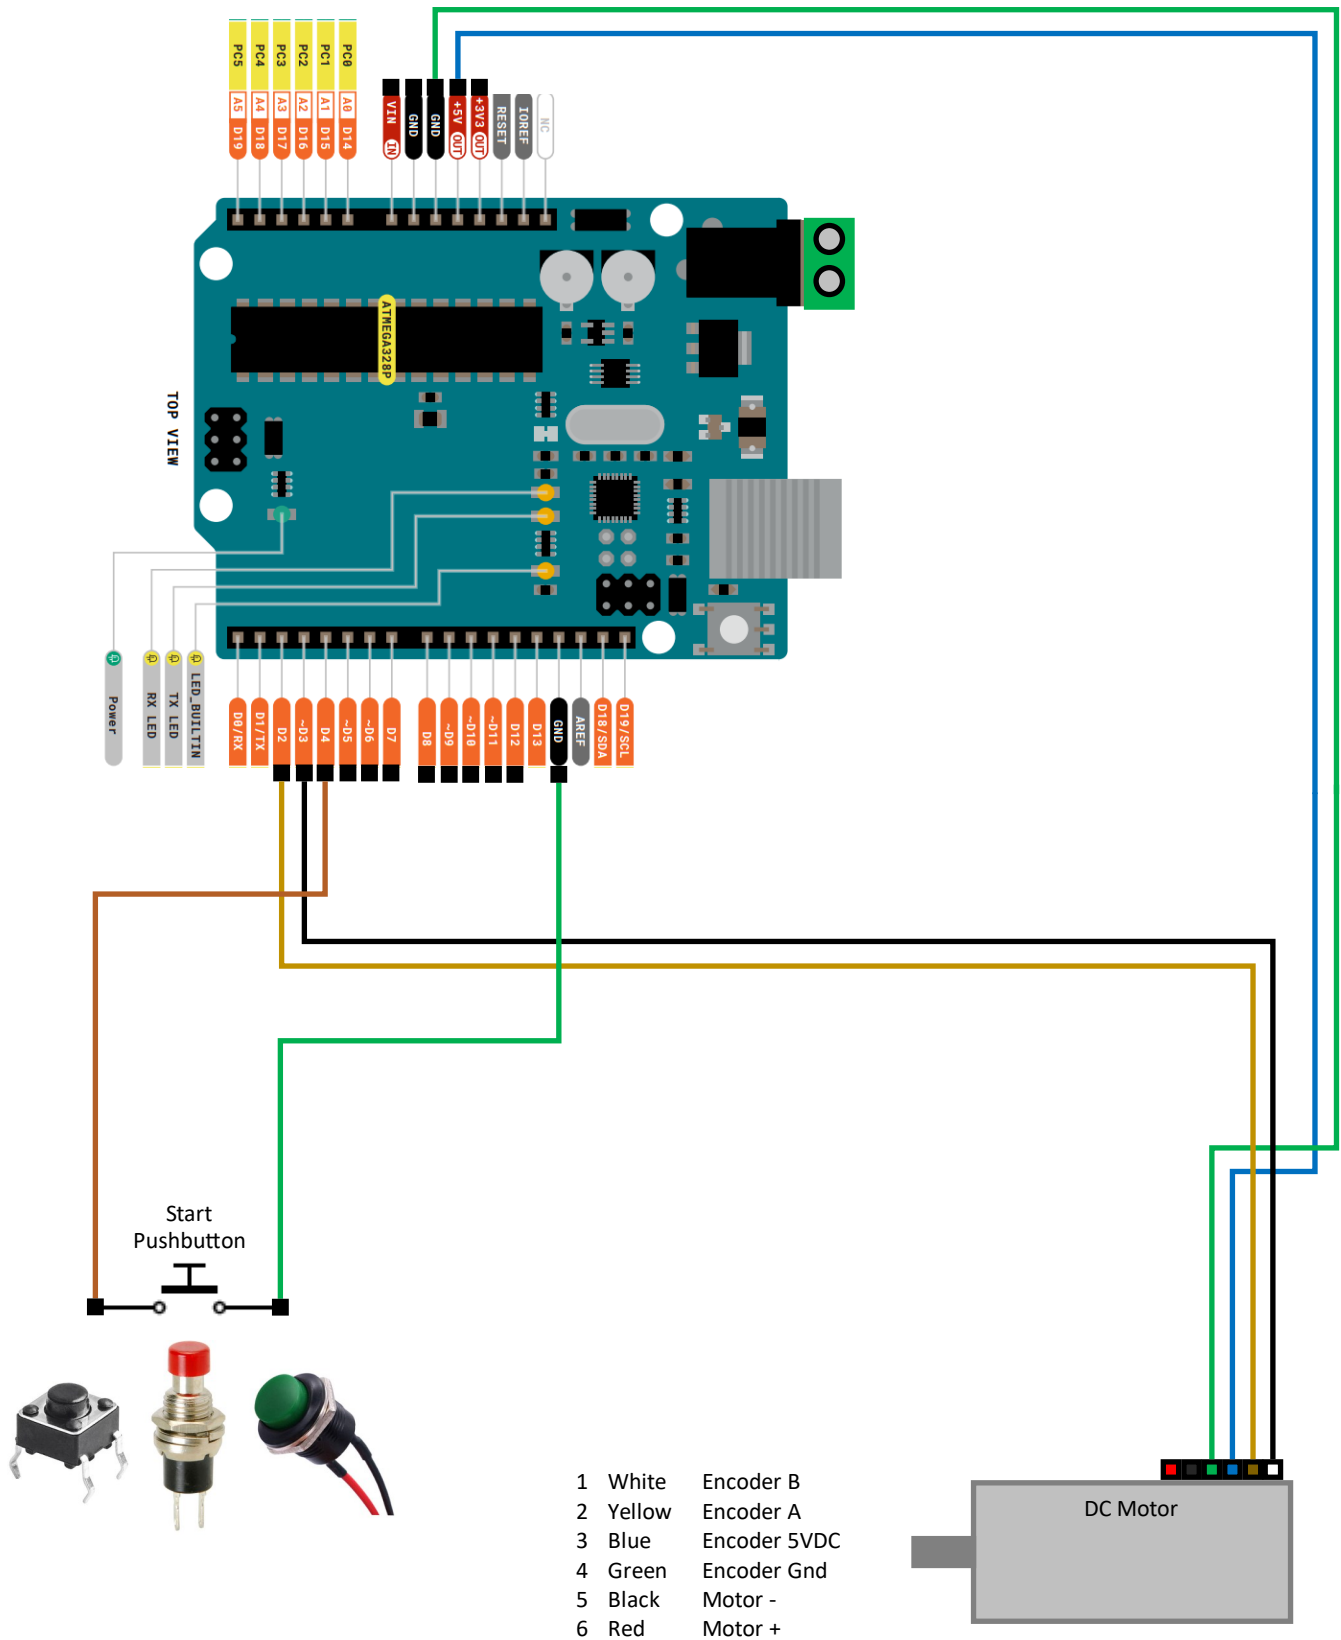 PC5 PC4 PC3 PC2 PC1 PC0
A5 A4 A3 A2 A1 A0
D19 D18 D17 D16 D15 D14
VIN IN
GND
GND
+5V OUT
+3V3 OUT
RESET
IOREF
NC
ATMEGA328P
TOP VIEW
Power
RX LED
TX LED
LED_BUILTIN
D0/RX
D1/TX
D2
~D3
D4
~D5
~D6
D7
D8
~D9
~D10
~D11
D12
D13
GND
AREF
D18/SDA
D19/SCL
Start
Pushbutton
1 White Encoder B
2 Yellow Encoder A
3 Blue Encoder 5VDC
4 Green Encoder Gnd
5 Black Motor -
6 Red Motor +
DC Motor